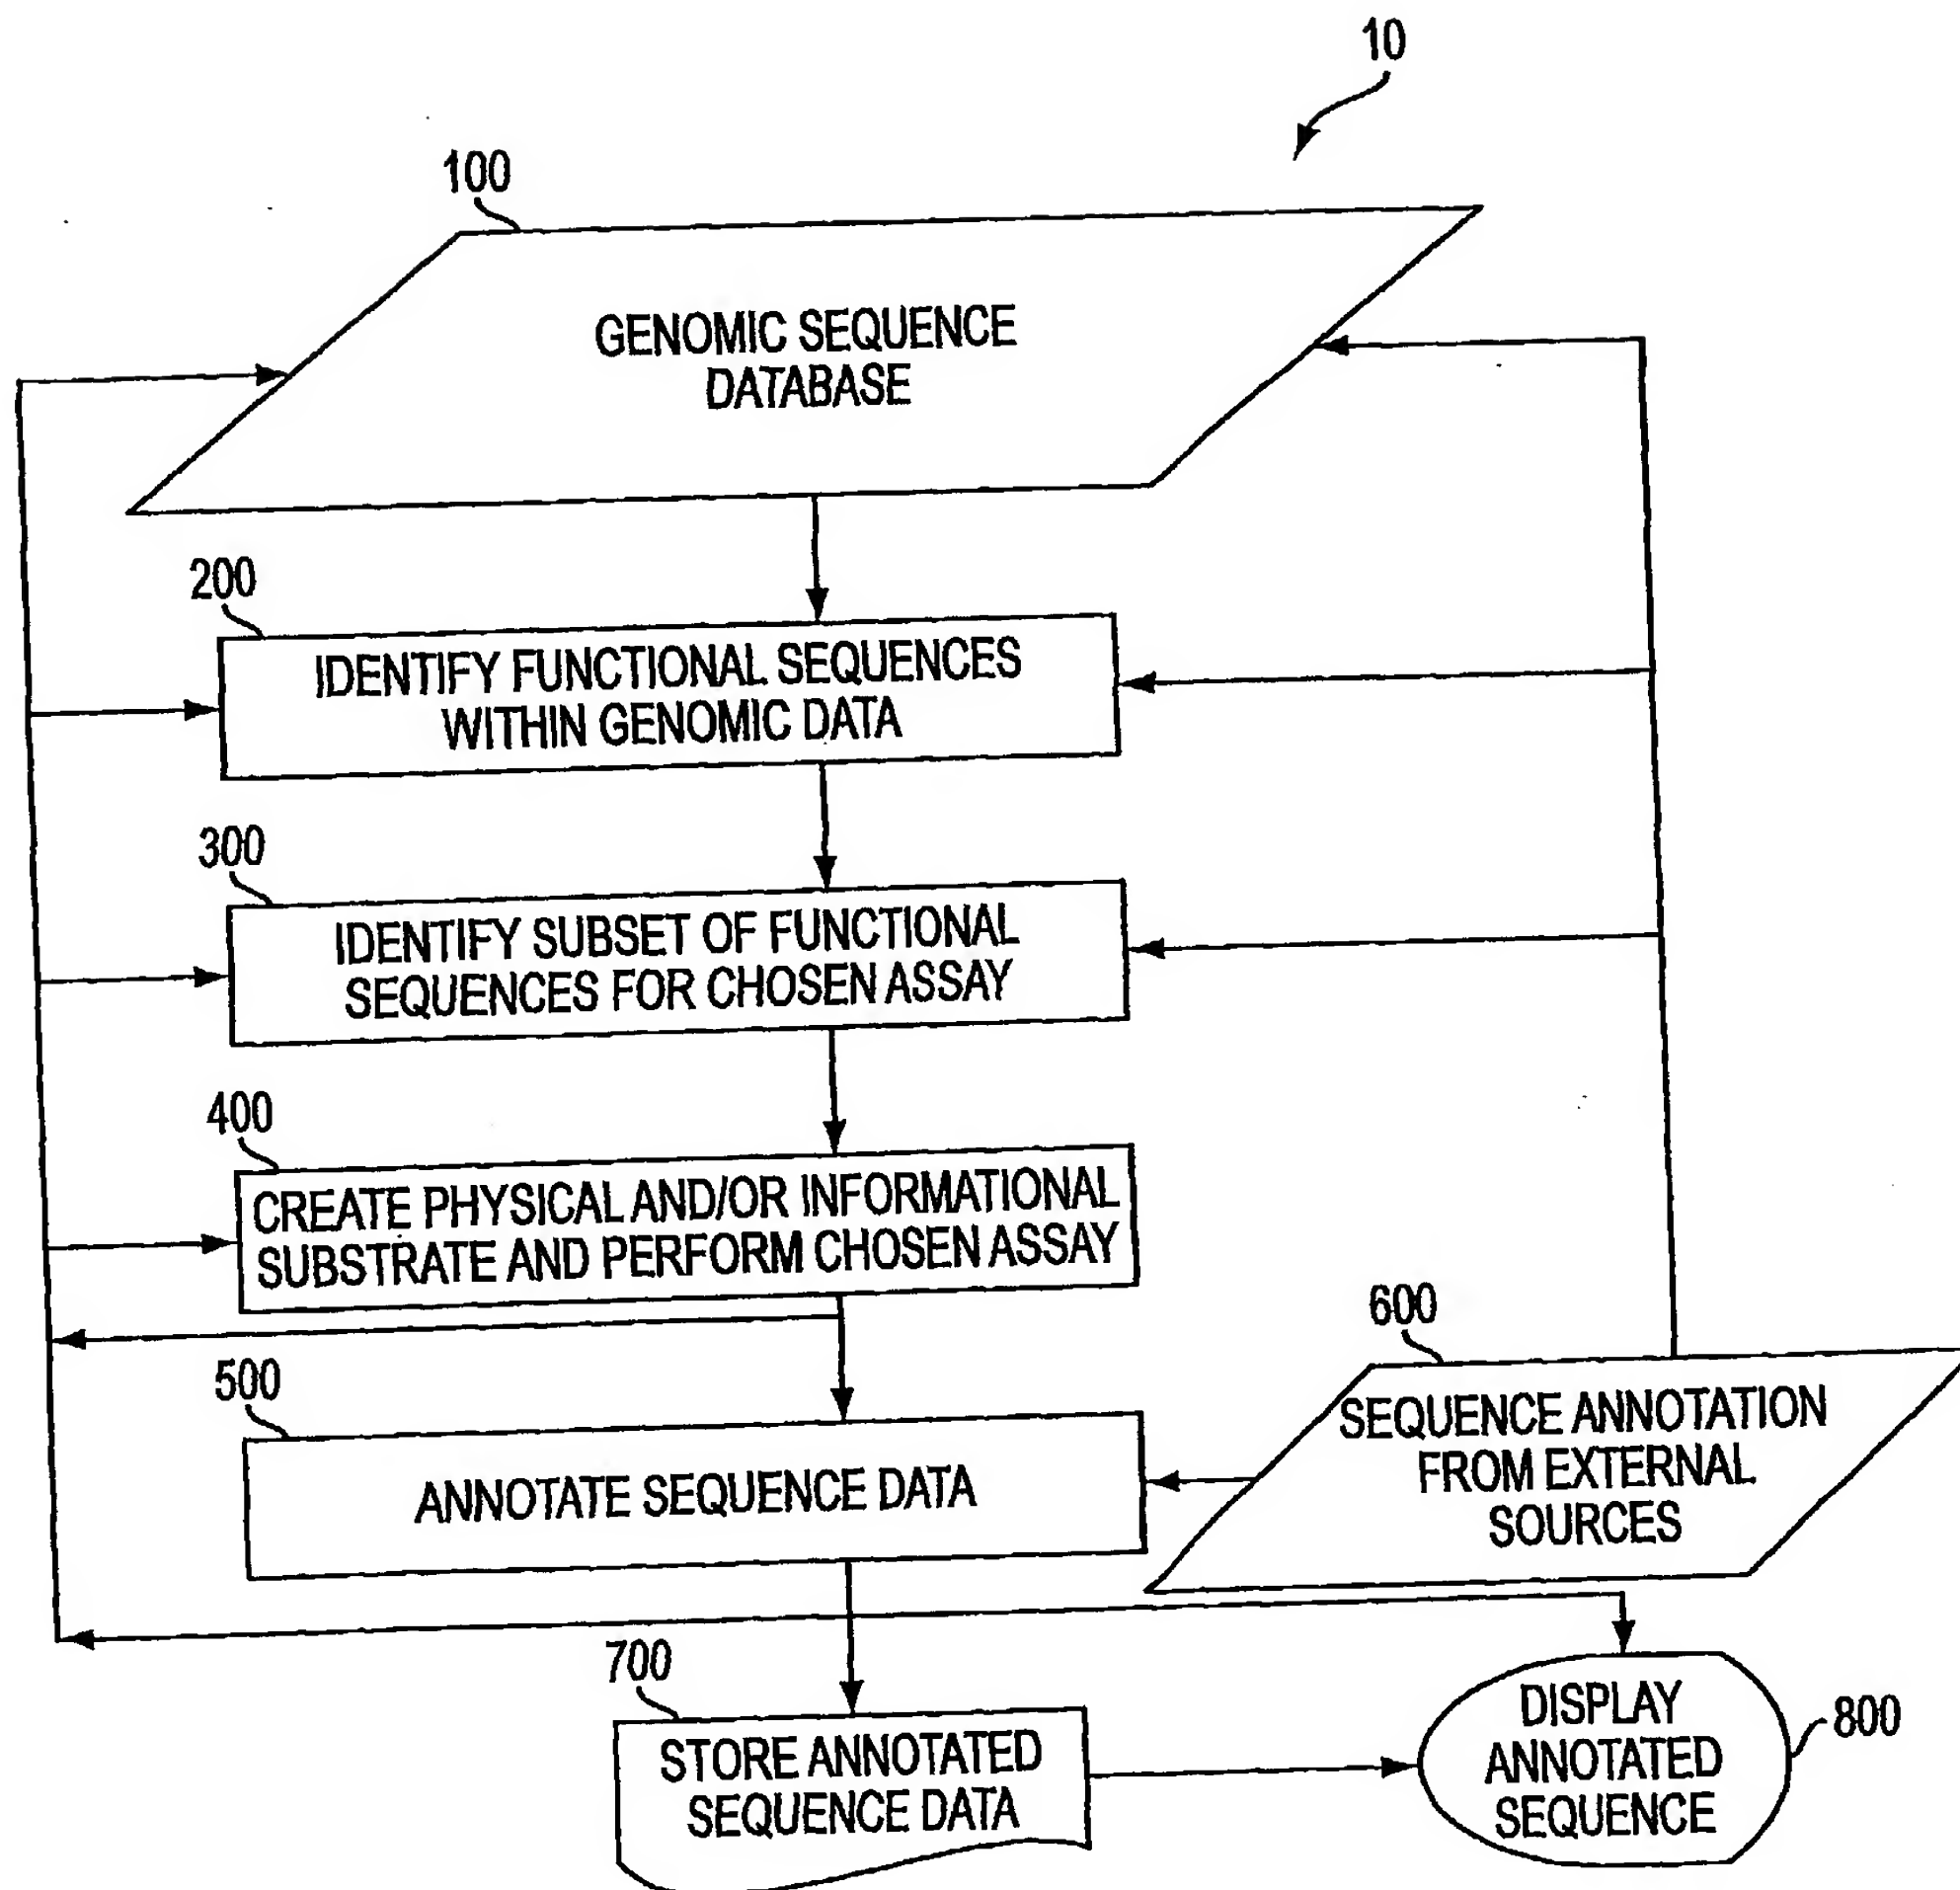 10
100
GENOMIC SEQUENCE
DATABASE
200
IDENTIFY FUNCTIONAL SEQUENCES
WITHIN GENOMIC DATA
300
IDENTIFY SUBSET OF FUNCTIONAL
SEQUENCES FOR CHOSEN ASSAY
400
CREATE PHYSICAL AND/OR INFORMATIONAL
SUBSTRATE AND PERFORM CHOSEN ASSAY
500
ANNOTATE SEQUENCE DATA
600
SEQUENCE ANNOTATION
FROM EXTERNAL
SOURCES
700
STORE ANNOTATED
SEQUENCE DATA
DISPLAY
ANNOTATED
SEQUENCE
800